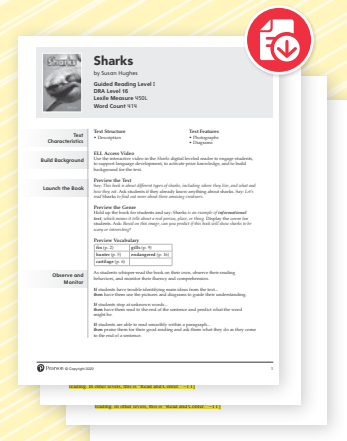 Sharks
Sharks
by Susan Hughes
Guided Reading Level I
DRA Level 16
Lexile Measure 450L
Word Count 414
Text
Characteristics
Text Structure
• Description
Text Features
• Photographs
• Diagrams
Build Background
ELL Access Video
Use the interactive video in the Sharks digital leveled reader to engage students,
to support language development, to activate prior knowledge, and to build
background for the text.
Launch the Book
Preview the Text
Say: This book is about different types of sharks, including where they live, and what and
how they eat. Ask students if they already know anything about sharks. Say: Let's
read Sharks to find out more about these amazing creatures.
Preview the Genre
Hold up the book for students and say: Sharks is an example of informational
text, which means it tells about a real person, place, or thing. Display the cover for
students. Ask: Based on this image, can you predict if this book will show sharks to be
scary or interesting?
Preview Vocabulary
fin (p. 2) gills (p. 9)
hunter (p. 5) endangered (p. 16)
cartilage (p. 6)
Observe and
Monitor
As students whisper-read the book on their own, observe their reading
behaviors, and monitor their fluency and comprehension.
If students have trouble identifying main ideas from the text…
then have them use the pictures and diagrams to guide their understanding.
If students stop at unknown words…
then have them read to the end of the sentence and predict what the word
might be.
If students are able to read smoothly within a paragraph…
then praise them for their good reading and ask them what they do as they come
to the end of a sentence.
Pearson © Copyright 2020
1